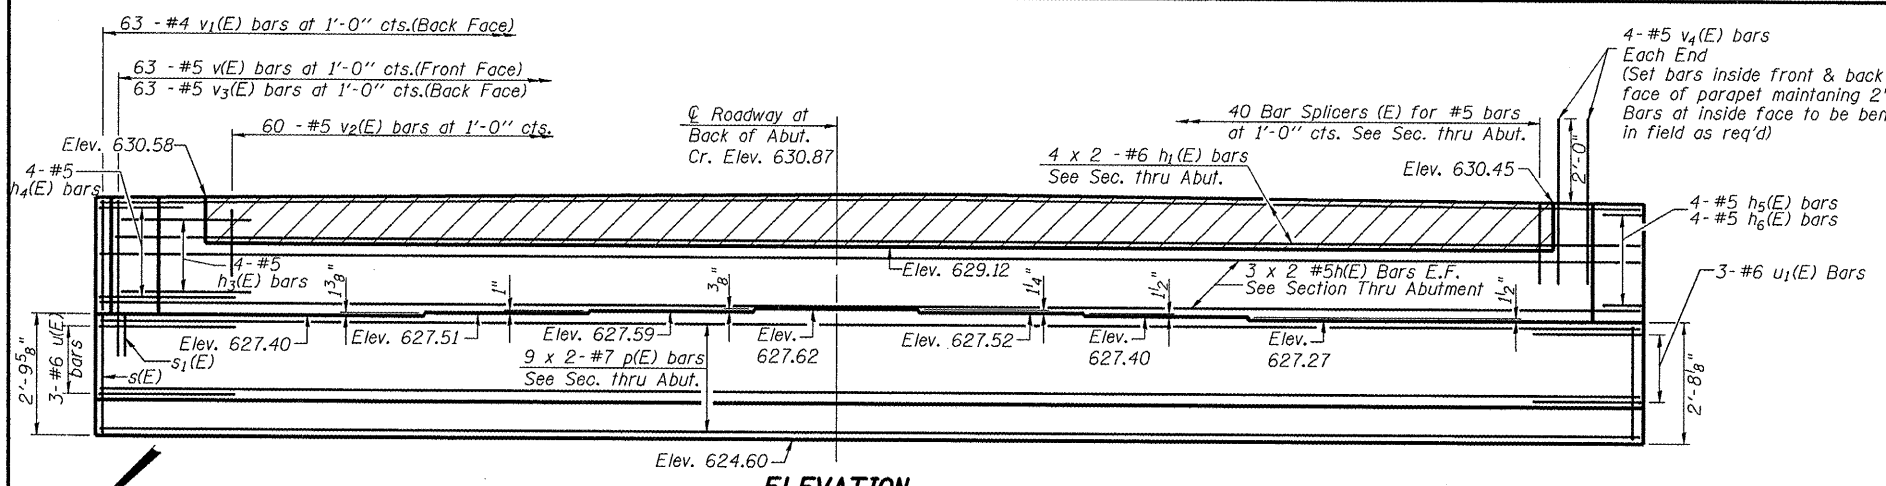 63 - #4 v1(E) bars at 1'-0" cts.(Back Face)
63 - #5 v(E) bars at 1'-0" cts.(Front Face)
63 - #5 v3(E) bars at 1'-0" cts.(Back Face)
60 - #5 v2(E) bars at 1'-0" cts.
Elev. 630.58
4- #5
h4(E) bars
℄ Roadway at
Back of Abut.
Cr. Elev. 630.87
40 Bar Splicers (E) for #5 bars
at 1'-0" cts. See Sec. thru Abut.
4 x 2 - #6 h1(E) bars
See Sec. thru Abut.
Elev. 630.45
4- #5 v4(E) bars
Each End
(Set bars inside front & back
face of parapet maintaning 2"
Bars at inside face to be ben
in field as req'd)
2'-0"
4- #5 h5(E) bars
4- #5 h6(E) bars
3- #6 u1(E) Bars
4- #5
h3(E) bars
1 3/8"
1"
3/8"
Elev. 629.12
1 1/4"
1 1/2"
3 x 2 #5h(E) Bars E.F.
See Section Thru Abutment
1 1/2"
Elev. 627.40
Elev. 627.51
Elev. 627.59
Elev. 627.62
Elev. 627.52
Elev. 627.40
Elev. 627.27
2'-9 5/8"
3- #6 u(E) bars
s1(E)
s(E)
9 x 2- #7 p(E) bars
See Sec. thru Abut.
2'-8 1/8"
Elev. 624.60
ELEVATION